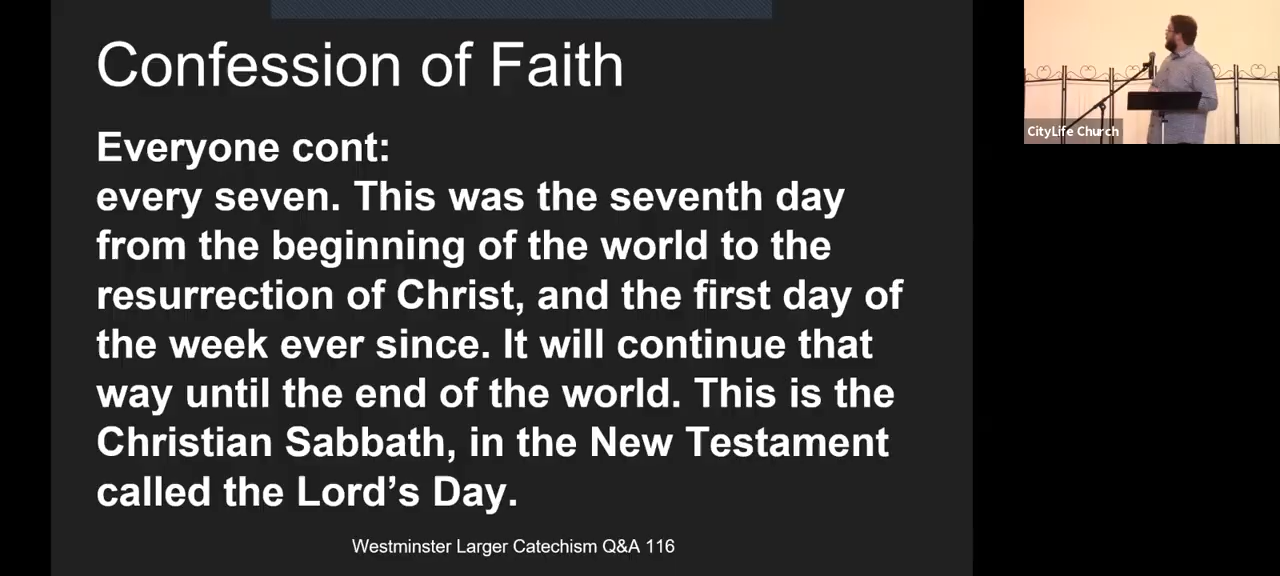 Confession of Faith
Everyone cont:
every seven. This was the seventh day
from the beginning of the world to the
resurrection of Christ, and the first day of
the week ever since. It will continue that
way until the end of the world. This is the
Christian Sabbath, in the New Testament
called the Lord’s Day.
Westminster Larger Catechism Q&A 116
CityLife Church